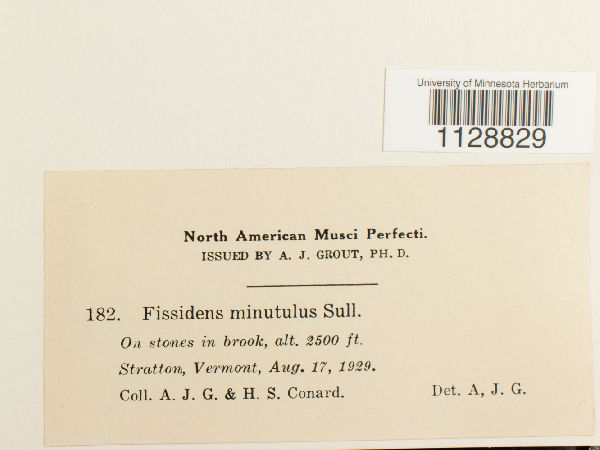 University of Minnesota Herbarium
1128829
North American Musci Perfecti.
ISSUED BY A. J. GROUT, PH. D.
182. Fissidens minutulus Sull.
On stones in brook, alt. 2500 ft.
Stratton, Vermont, Aug. 17, 1929.
Coll. A. J. G. & H. S. Conard. Det. A, J. G.